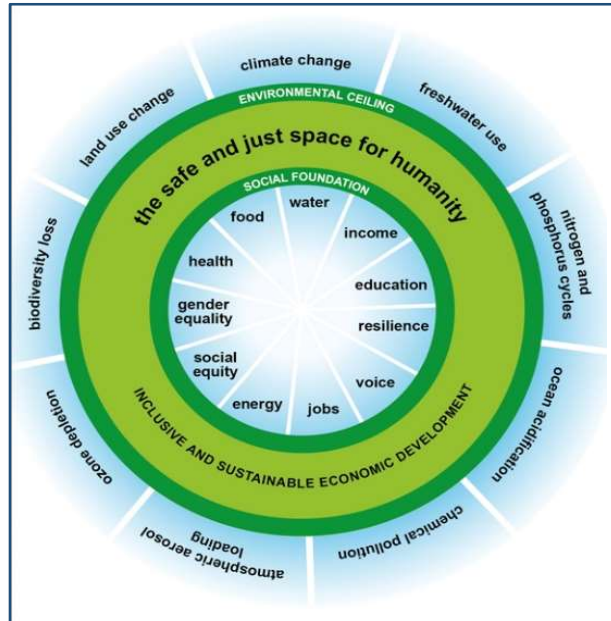 climate change
freshwater use
nitrogen and
phosphorus cycles
ocean acidification
chemical pollution
atmospheric aerosol
loading
ozone depletion
biodiversity loss
land use change
ENVIRONMENTAL CEILING
the safe and just space for humanity
SOCIAL FOUNDATION
water
income
education
resilience
voice
jobs
energy
social
equity
gender
equality
health
food
INCLUSIVE AND SUSTAINABLE ECONOMIC DEVELOPMENT